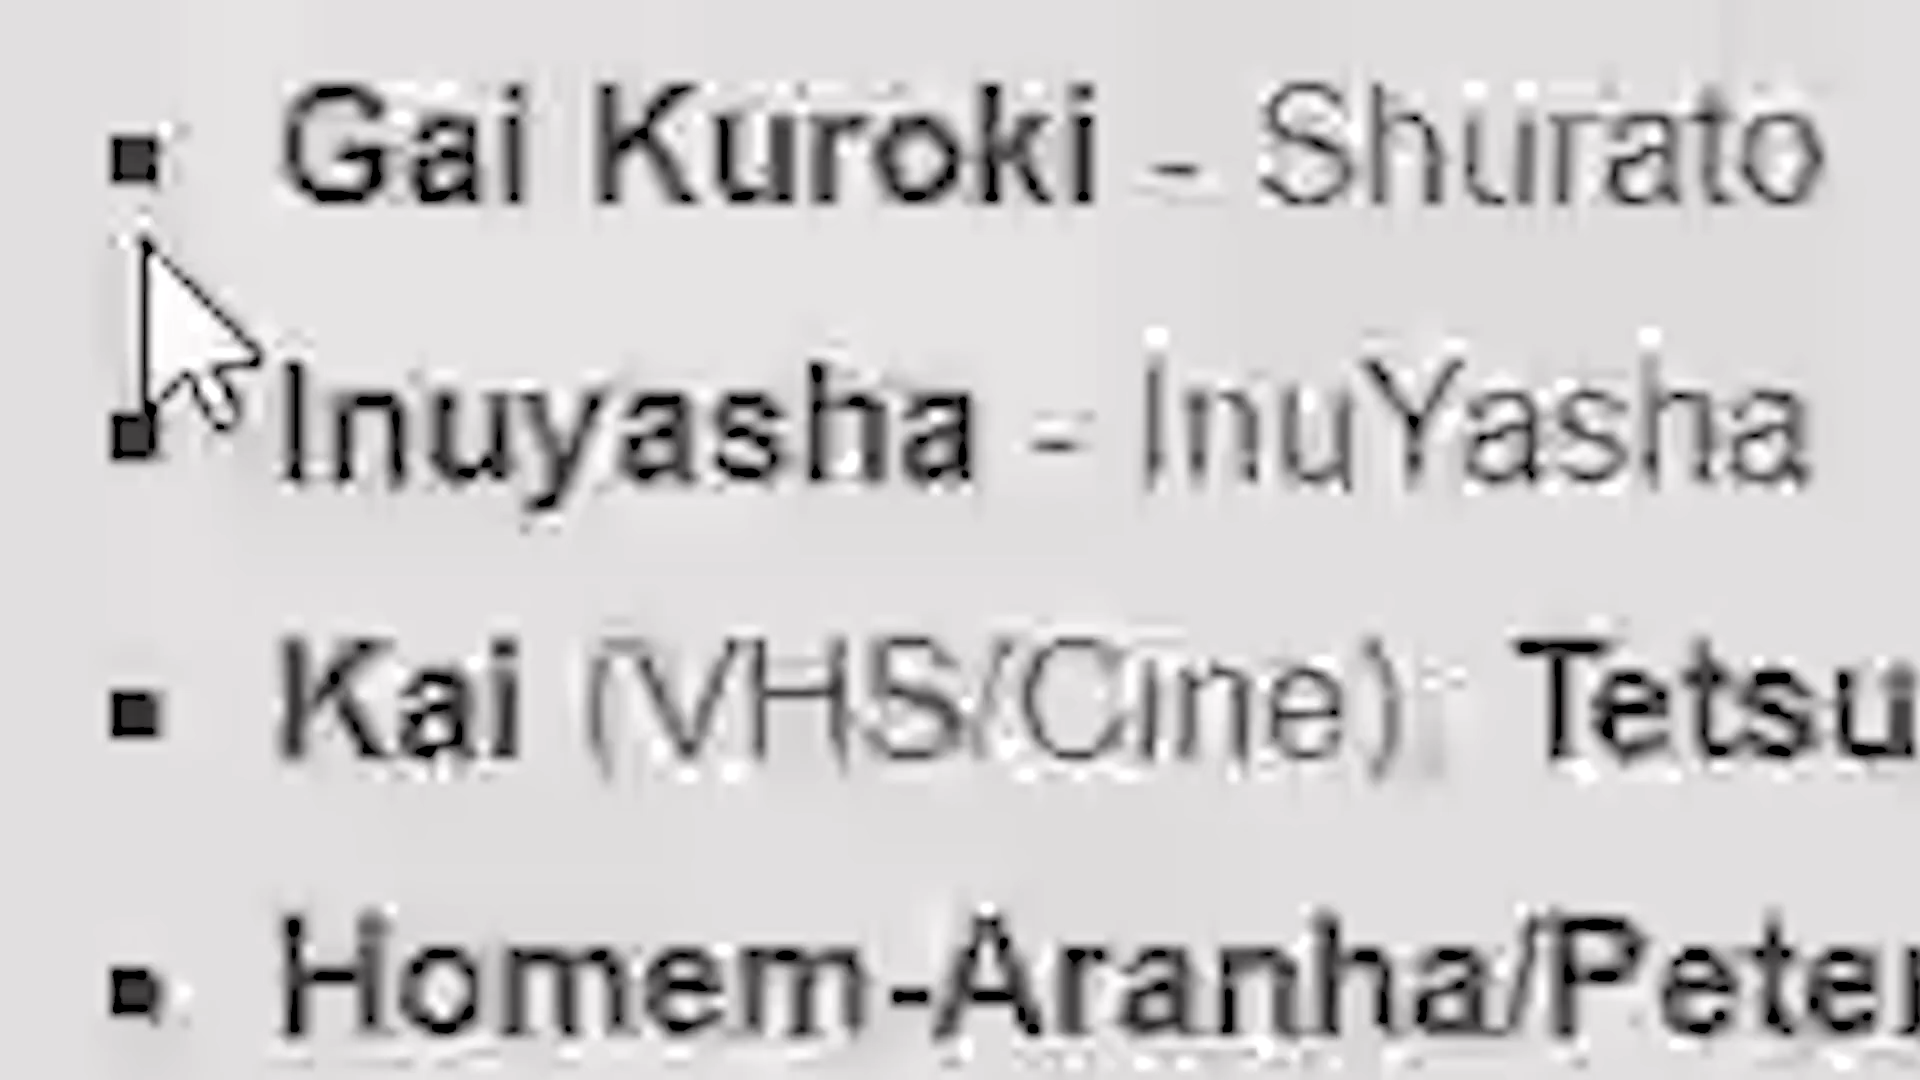 ▪ Gai Kuroki - Shurato
▪ Inuyasha - InuYasha
▪ Kai (VHS/Cine); Tetsu
▪ Homem-Aranha/Peter